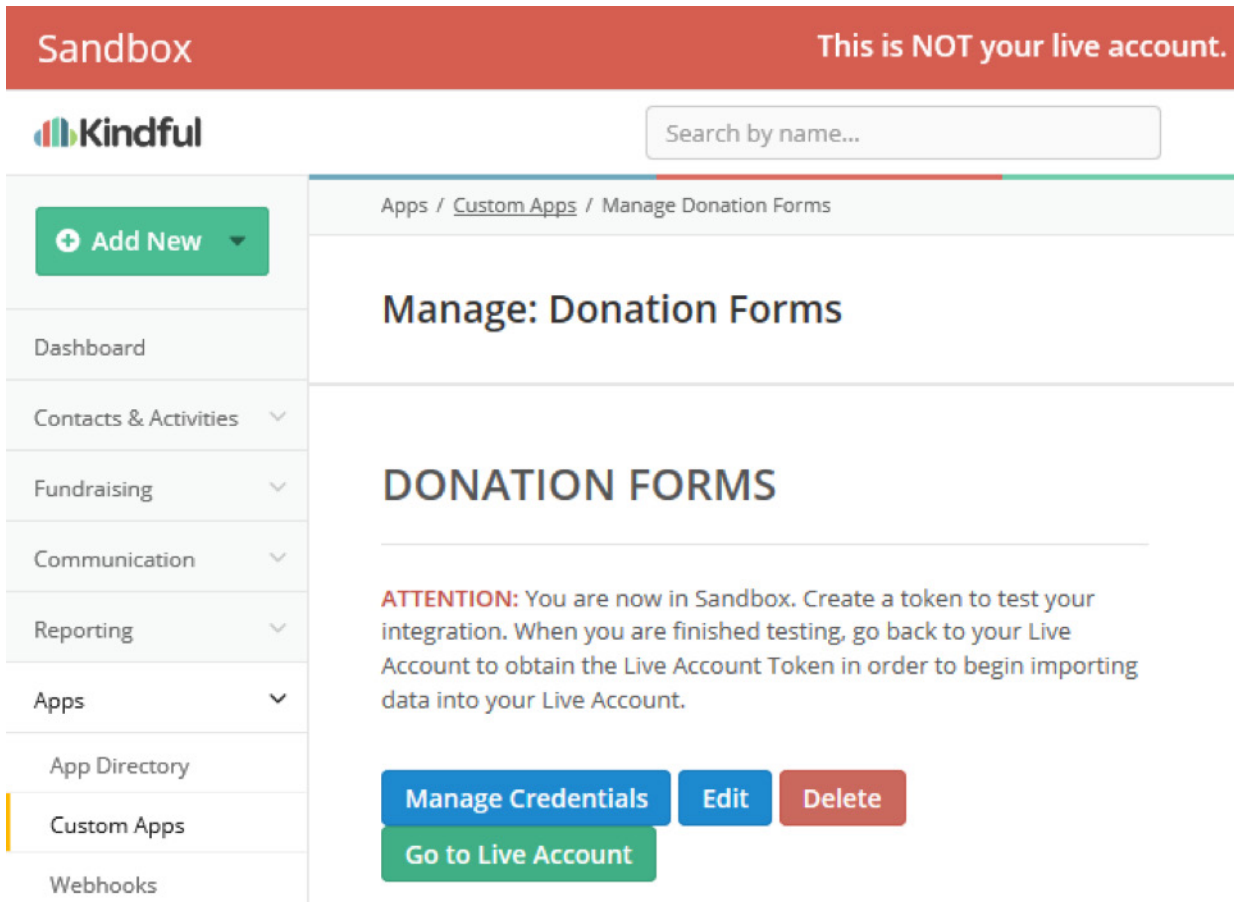 Sandbox
This is NOT your live account.
Kindful
Search by name...
Add New
Apps / Custom Apps / Manage Donation Forms
Manage: Donation Forms
Dashboard
Contacts & Activities
Fundraising
Communication
Reporting
Apps
App Directory
Custom Apps
Webhooks
DONATION FORMS
ATTENTION: You are now in Sandbox. Create a token to test your
integration. When you are finished testing, go back to your Live
Account to obtain the Live Account Token in order to begin importing
data into your Live Account.
Manage Credentials
Edit
Delete
Go to Live Account